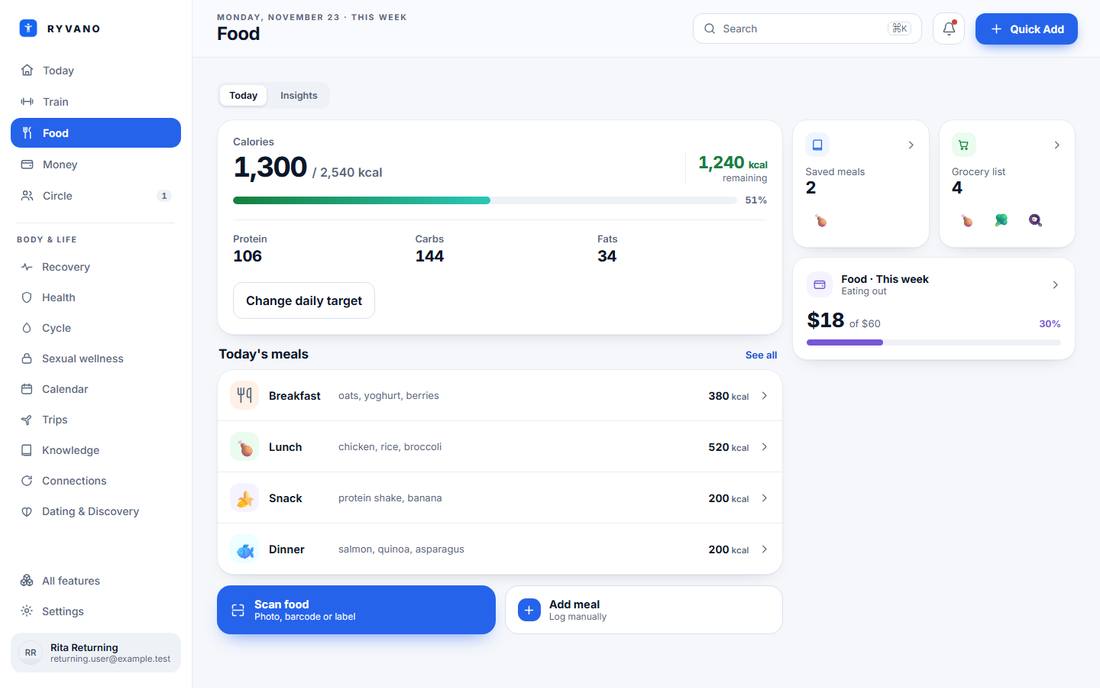 RYVANO
Today
Train
Food
Money
Circle 1
BODY & LIFE
Recovery
Health
Cycle
Sexual wellness
Calendar
Trips
Knowledge
Connections
Dating & Discovery
All features
Settings
RR
Rita Returning
returning.user@example.test
MONDAY, NOVEMBER 23 · THIS WEEK
Food
Search ⌘K
Quick Add
Today Insights
Calories
1,300 / 2,540 kcal
1,240 kcal
remaining
51%
Protein Carbs Fats
106 144 34
Change daily target
Today's meals See all
Breakfast oats, yoghurt, berries 380 kcal
Lunch chicken, rice, broccoli 520 kcal
Snack protein shake, banana 200 kcal
Dinner salmon, quinoa, asparagus 200 kcal
Scan food
Photo, barcode or label
Add meal
Log manually
Saved meals
2
Grocery list
4
Food · This week
Eating out
$18 of $60 30%